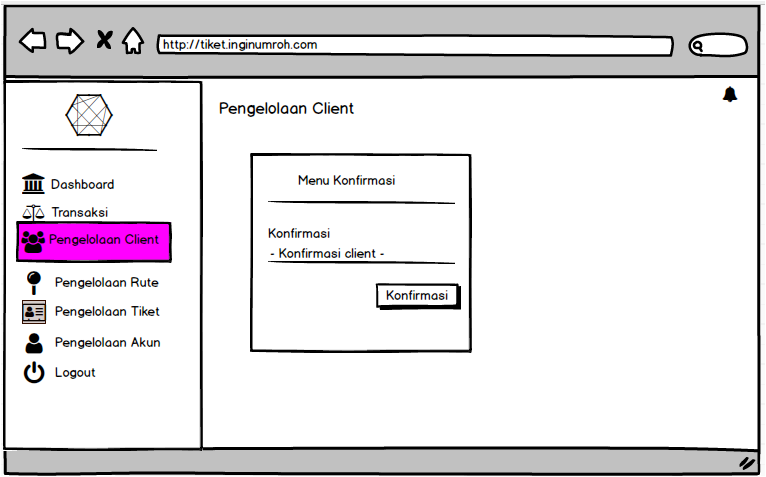 http://tiket.inginumroh.com
Dashboard
Transaksi
Pengelolaan Client
Pengelolaan Rute
Pengelolaan Tiket
Pengelolaan Akun
Logout
Pengelolaan Client
Menu Konfirmasi
Konfirmasi
- Konfirmasi client -
Konfirmasi